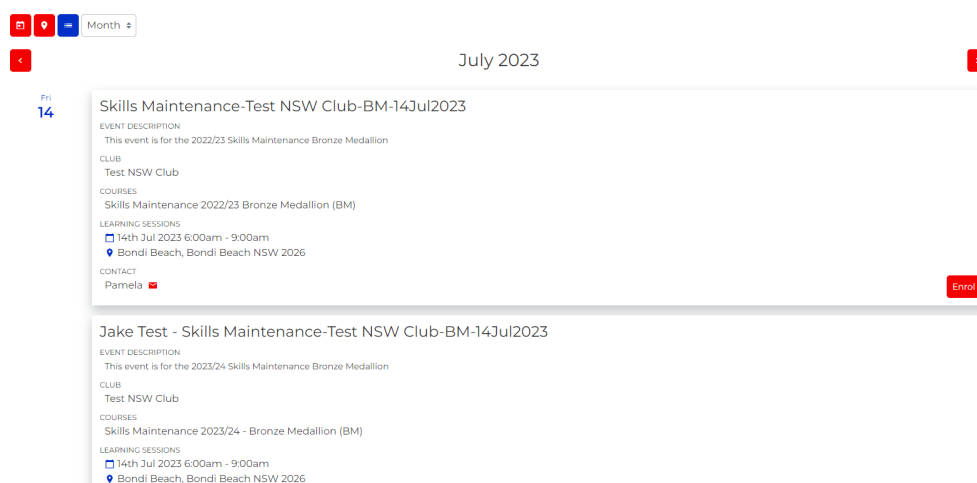 Month
July 2023
Fri
14
Skills Maintenance-Test NSW Club-BM-14Jul2023
EVENT DESCRIPTION
This event is for the 2022/23 Skills Maintenance Bronze Medallion
CLUB
Test NSW Club
COURSES
Skills Maintenance 2022/23 Bronze Medallion (BM)
LEARNING SESSIONS
14th Jul 2023 6:00am - 9:00am
Bondi Beach, Bondi Beach NSW 2026
CONTACT
Pamela
Enrol
Jake Test - Skills Maintenance-Test NSW Club-BM-14Jul2023
EVENT DESCRIPTION
This event is for the 2023/24 Skills Maintenance Bronze Medallion
CLUB
Test NSW Club
COURSES
Skills Maintenance 2023/24 - Bronze Medallion (BM)
LEARNING SESSIONS
14th Jul 2023 6:00am - 9:00am
Bondi Beach, Bondi Beach NSW 2026